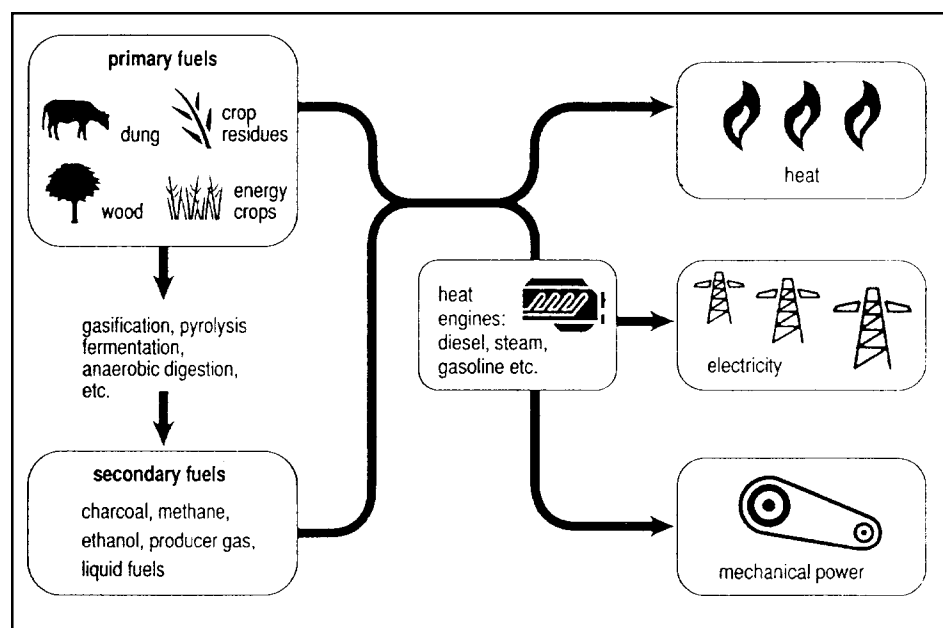 primary fuels
dung
crop
residues
wood
energy
crops
gasification, pyrolysis
fermentation,
anaerobic digestion,
etc.
secondary fuels
charcoal, methane,
ethanol, producer gas,
liquid fuels
heat
engines:
diesel, steam,
gasoline etc.
heat
electricity
mechanical power